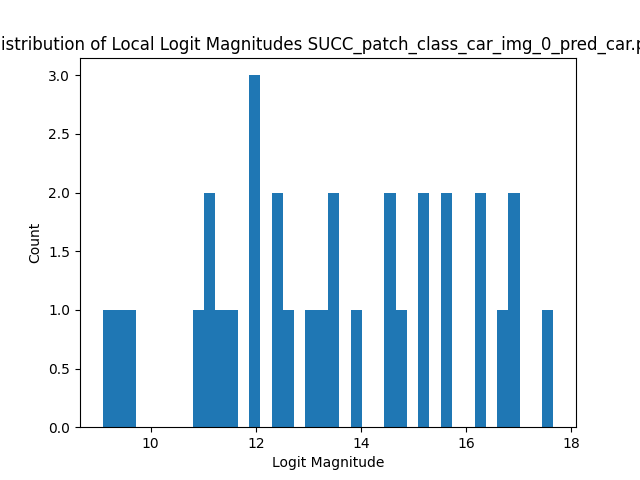 istribution of Local Logit Magnitudes SUCC_patch_class_car_img_0_pred_car.p
3.0
2.5
2.0
1.5
1.0
0.5
0.0
Count
10 12 14 16 18
Logit Magnitude